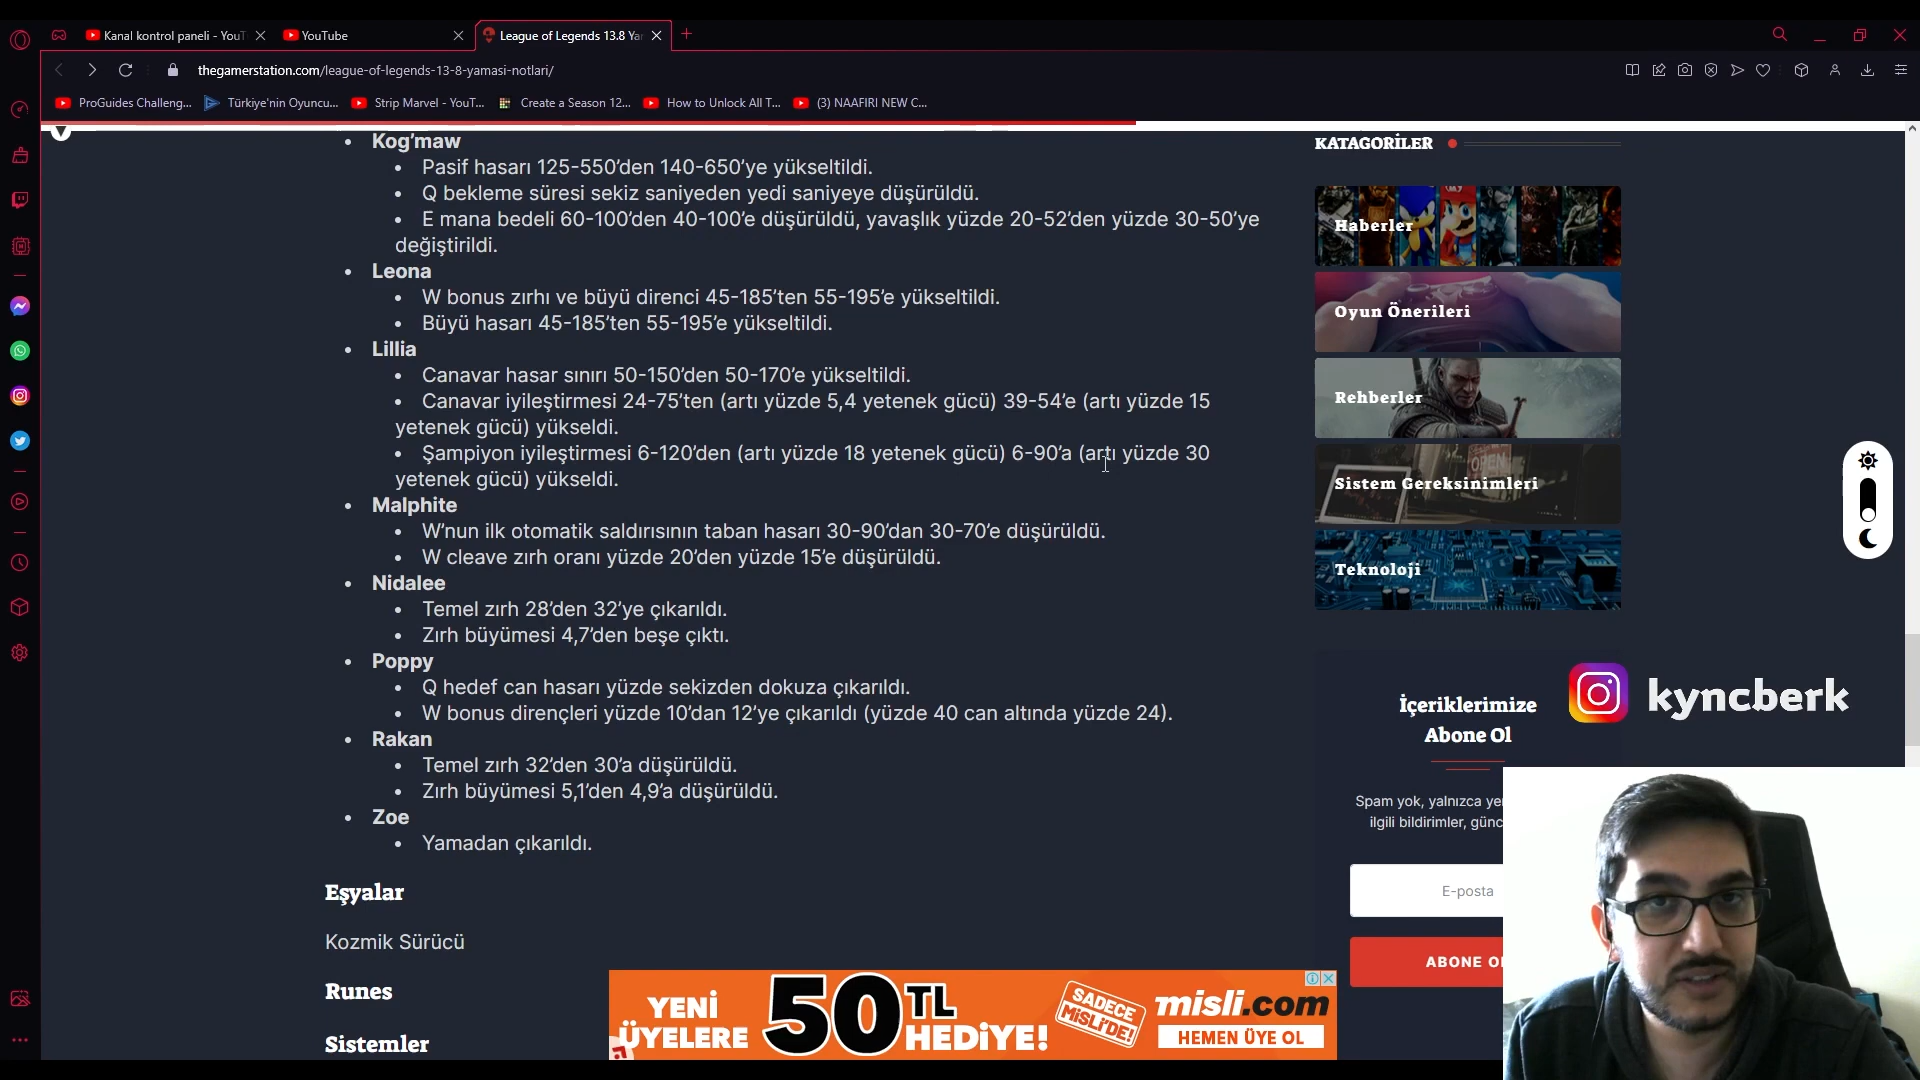 Kanal kontrol paneli - YouT
YouTube
League of Legends 13.8 Ya
thegamerstation.com/league-of-legends-13-8-yamasi-notlari/
ProGuides Challeng...
Türkiye'nin Oyuncu...
Strip Marvel - YouT...
Create a Season 12...
How to Unlock All T...
(3) NAAFIRI NEW C...
Kog’maw
Pasif hasarı 125-550’den 140-650’ye yükseltildi.
Q bekleme süresi sekiz saniyeden yedi saniyeye düşürüldü.
E mana bedeli 60-100’den 40-100’e düşürüldü, yavaşlık yüzde 20-52’den yüzde 30-50’ye
değiştirildi.
Leona
W bonus zırhı ve büyü direnci 45-185’ten 55-195’e yükseltildi.
Büyü hasarı 45-185’ten 55-195’e yükseltildi.
Lillia
Canavar hasar sınırı 50-150’den 50-170’e yükseltildi.
Canavar iyileştirmesi 24-75’ten (artı yüzde 5,4 yetenek gücü) 39-54’e (artı yüzde 15
yetenek gücü) yükseldi.
Şampiyon iyileştirmesi 6-120’den (artı yüzde 18 yetenek gücü) 6-90’a (artı yüzde 30
yetenek gücü) yükseldi.
Malphite
W’nun ilk otomatik saldırısının taban hasarı 30-90’dan 30-70’e düşürüldü.
W cleave zırh oranı yüzde 20’den yüzde 15’e düşürüldü.
Nidalee
Temel zırh 28’den 32’ye çıkarıldı.
Zırh büyümesi 4,7’den beşe çıktı.
Poppy
Q hedef can hasarı yüzde sekizden dokuza çıkarıldı.
W bonus dirençleri yüzde 10’dan 12’ye çıkarıldı (yüzde 40 can altında yüzde 24).
Rakan
Temel zırh 32’den 30’a düşürüldü.
Zırh büyümesi 5,1’den 4,9’a düşürüldü.
Zoe
Yamadan çıkarıldı.
Eşyalar
Kozmik Sürücü
Runes
Sistemler
KATAGORİLER
Haberler
Oyun Önerileri
Rehberler
Sistem Gereksinimleri
Teknoloji
kyncberk
İçeriklerimize
Abone Ol
Spam yok, yalnızca ye
ilgili bildirimler, günc
E-posta
ABONE OL
YENİ
ÜYELERE
50 TL
HEDİYE!
SADECE
MİSLİ'DE!
misli.com
HEMEN ÜYE OL